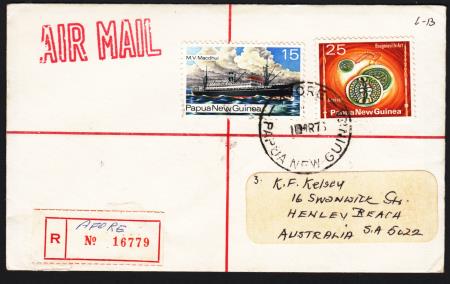 6-13
AIR MAIL
M.V. Macdhui 15
Papua New Guinea
25 Bougainville Art
Papua New Guinea
PAPUA NEW GUINEA
3. K.F. Kelsey
16 Swanwick St.
Henley Beach
Australia S.A 5022
AFORE
R No 16779